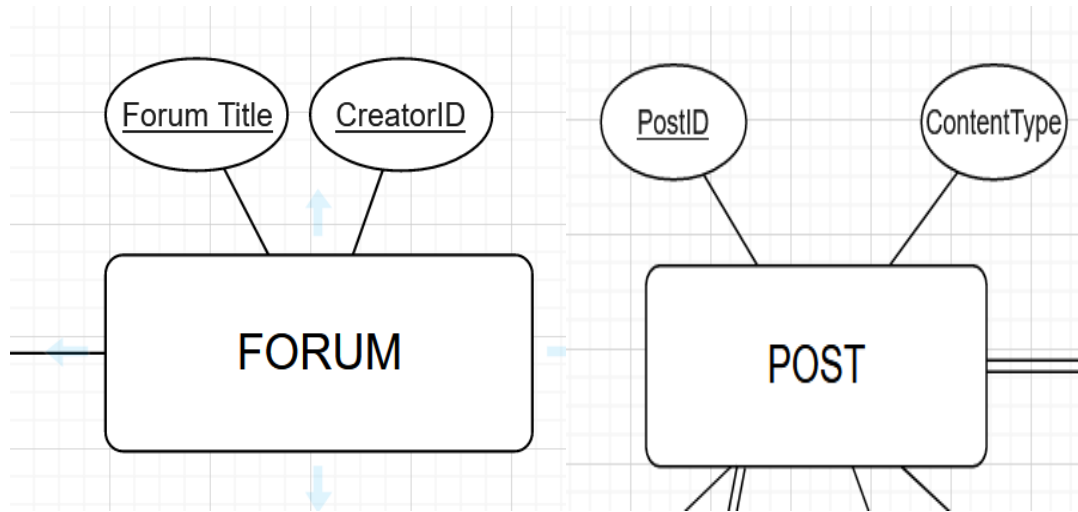 Forum Title
CreatorID
FORUM
PostID
ContentType
POST